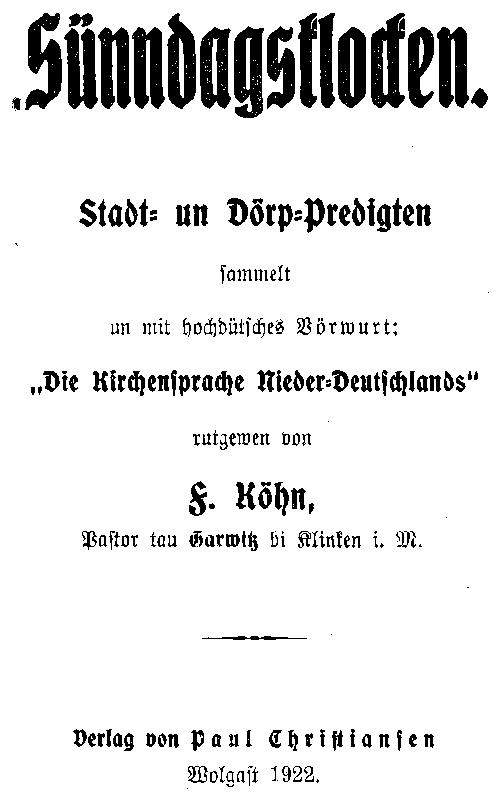 Sünndagsklocken.
Stadt- un Dörp-Predigten
sammelt
un mit hochdütsches Vörwurt:
„Die Kirchensprache Nieder-Deutschlands“
rutgewen von
F. Köhn,
Pastor tau Garwitz bi Klinken i. M.
Verlag von Paul Christiansen
Wolgast 1922.